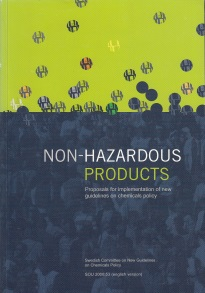 NON-HAZARDOUS
PRODUCTS
Proposals for implementation of new
guidelines on chemicals policy
Swedish Committee on New Guidelines
on Chemicals Policy
SOU 2000:53 (english version)